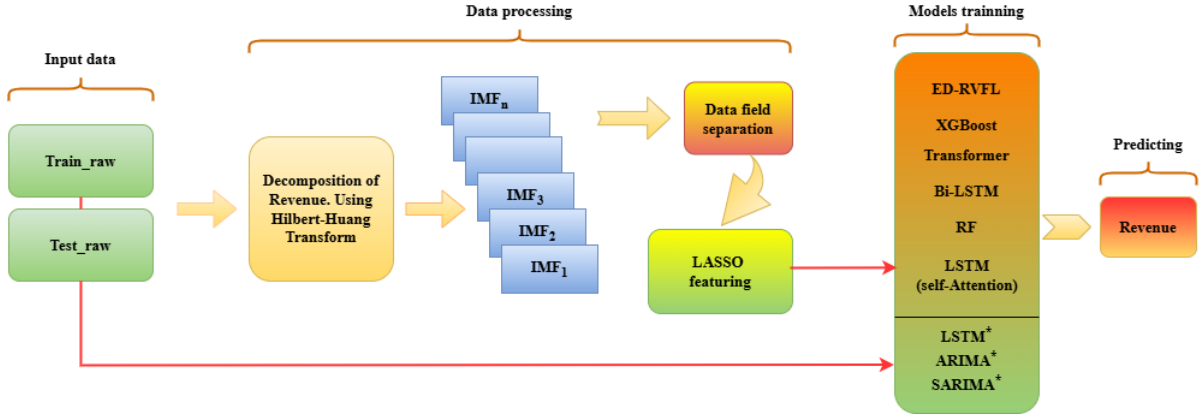 Data processing
Models trainning
Input data
Predicting
Train_raw
Test_raw
Decomposition of
Revenue. Using
Hilbert-Huang
Transform
IMFn
IMF3
IMF2
IMF1
Data field
separation
LASSO
featuring
ED-RVFL
XGBoost
Transformer
Bi-LSTM
RF
LSTM
(self-Attention)
LSTM*
ARIMA*
SARIMA*
Revenue